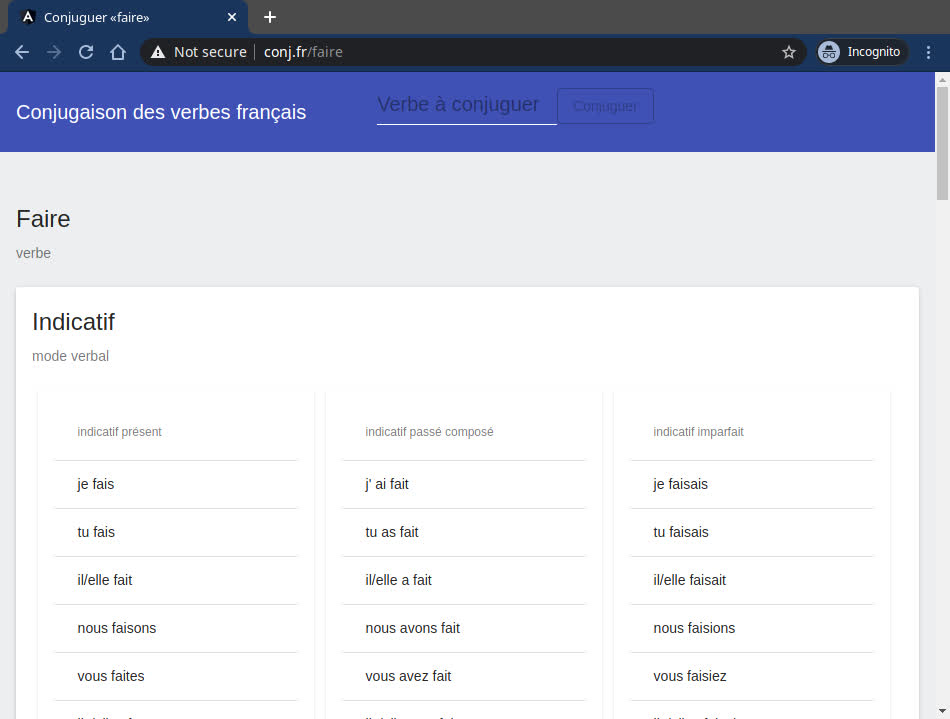 Conjuguer «faire»
Not secure
conj.fr/faire
Incognito
Conjugaison des verbes français
Verbe à conjuguer
Conjuguer
Faire
verbe
Indicatif
mode verbal
indicatif présent
je fais
tu fais
il/elle fait
nous faisons
vous faites
indicatif passé composé
j' ai fait
tu as fait
il/elle a fait
nous avons fait
vous avez fait
indicatif imparfait
je faisais
tu faisais
il/elle faisait
nous faisions
vous faisiez